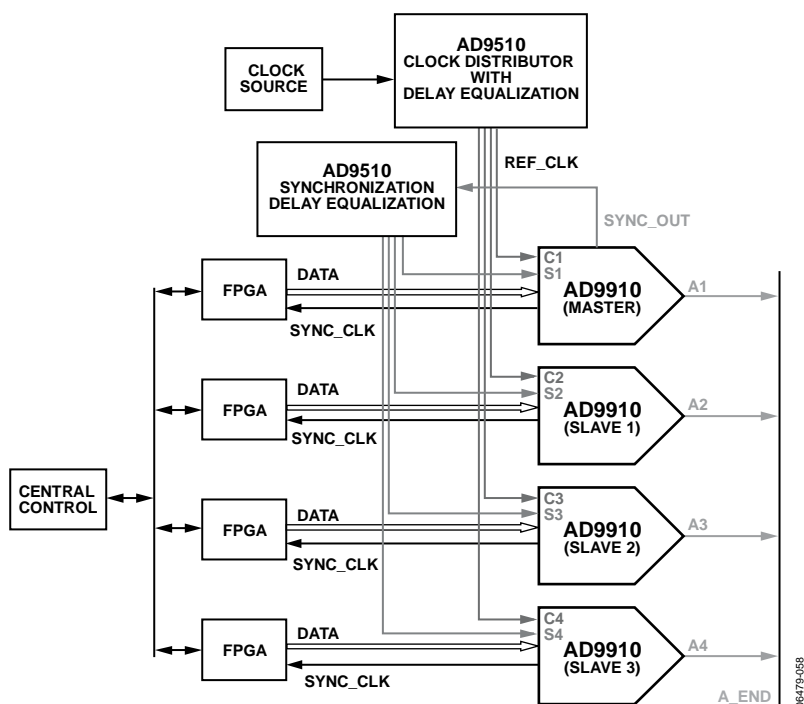 AD9510
CLOCK DISTRIBUTOR
WITH
DELAY EQUALIZATION
CLOCK
SOURCE
AD9510
SYNCHRONIZATION
DELAY EQUALIZATION
REF_CLK
SYNC_OUT
FPGA
DATA
SYNC_CLK
C1
S1
AD9910
(MASTER)
A1
FPGA
DATA
SYNC_CLK
C2
S2
AD9910
(SLAVE 1)
A2
CENTRAL
CONTROL
FPGA
DATA
SYNC_CLK
C3
S3
AD9910
(SLAVE 2)
A3
FPGA
DATA
SYNC_CLK
C4
S4
AD9910
(SLAVE 3)
A4
A_END
06479-058